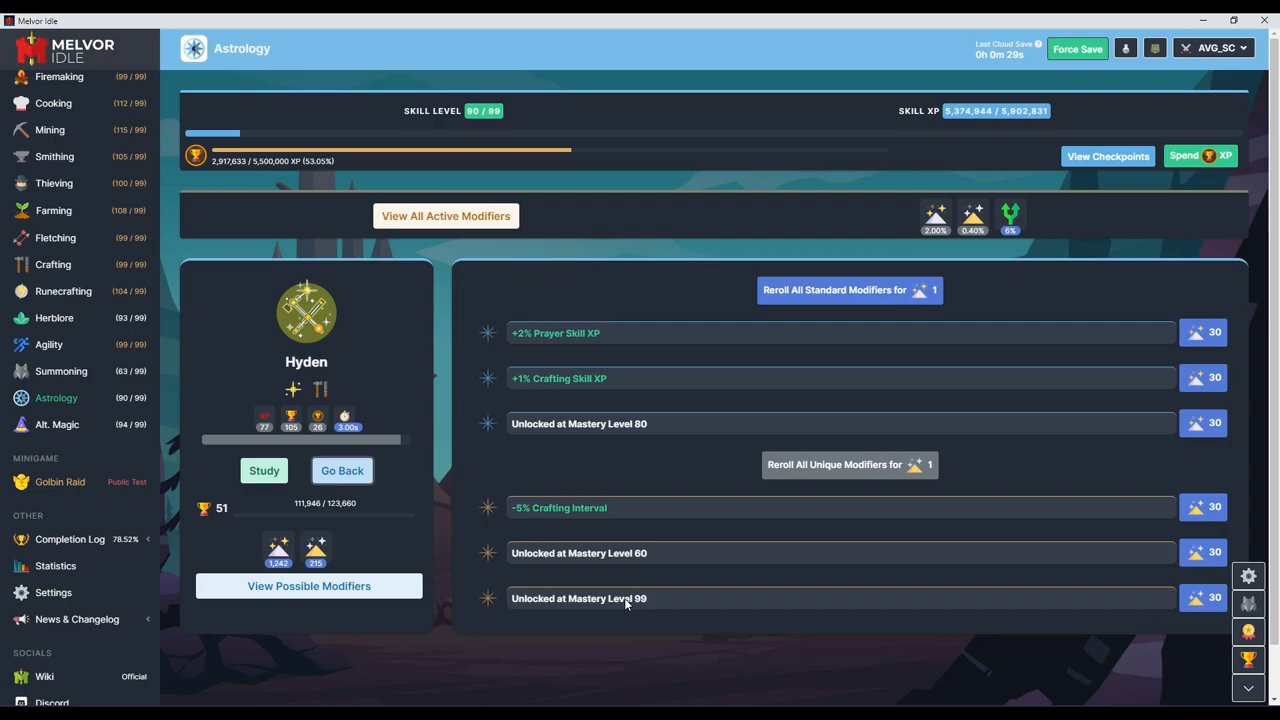 Melvor Idle
MELVOR
IDLE
Firemaking (99 / 99)
Cooking (112 / 99)
Mining (115 / 99)
Smithing (105 / 99)
Thieving (100 / 99)
Farming (108 / 99)
Fletching (99 / 99)
Crafting (99 / 99)
Runecrafting (104 / 99)
Herblore (93 / 99)
Agility (99 / 99)
Summoning (63 / 99)
Astrology (90 / 99)
Alt. Magic (94 / 99)
MINIGAME
Golbin Raid Public Test
OTHER
Completion Log 78.52%
Statistics
Settings
News & Changelog
SOCIALS
Wiki Official
Discord
Astrology
Last Cloud Save
0h 0m 29s
Force Save
AVG_SC
SKILL LEVEL 90 / 99
SKILL XP 5,374,944 / 5,902,831
2,917,633 / 5,500,000 XP (53.05%)
View Checkpoints
Spend XP
View All Active Modifiers
2.00% 0.40% 6%
Hyden
XP
77 105 26 3.00s
Study
Go Back
51
111,946 / 123,660
1,242 215
View Possible Modifiers
Reroll All Standard Modifiers for 1
+2% Prayer Skill XP 30
+1% Crafting Skill XP 30
Unlocked at Mastery Level 80 30
Reroll All Unique Modifiers for 1
-5% Crafting Interval 30
Unlocked at Mastery Level 60 30
Unlocked at Mastery Level 99 30